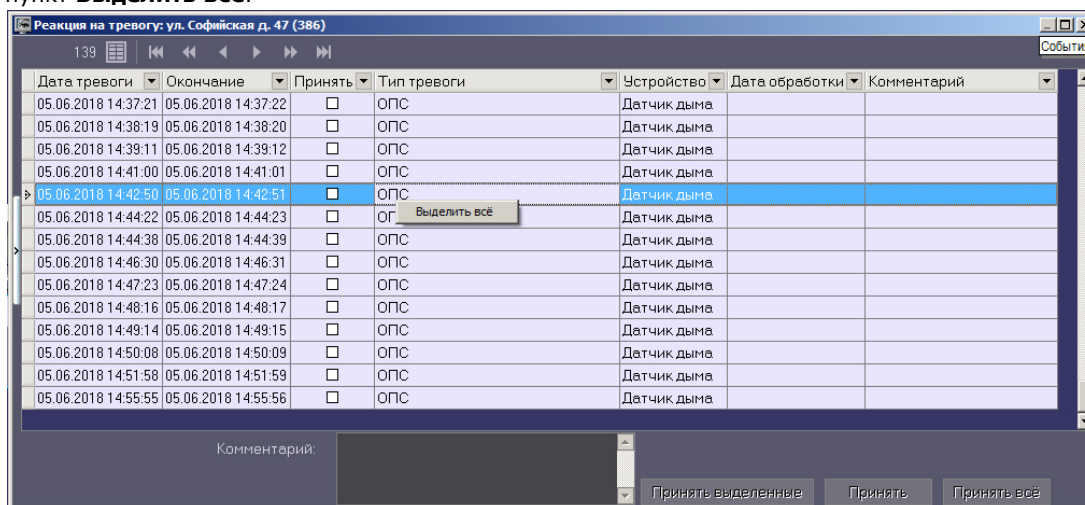 пункт Выделить всё.
Реакция на тревогу: ул. Софийская д. 47 (386)
139
События
Дата тревоги Окончание Принять Тип тревоги Устройство Дата обработки Комментарий
05.06.2018 14:37:21 05.06.2018 14:37:22 ОПС Датчик дыма
05.06.2018 14:38:19 05.06.2018 14:38:20 ОПС Датчик дыма
05.06.2018 14:39:11 05.06.2018 14:39:12 ОПС Датчик дыма
05.06.2018 14:41:00 05.06.2018 14:41:01 ОПС Датчик дыма
05.06.2018 14:42:50 05.06.2018 14:42:51 ОПС Датчик дыма
05.06.2018 14:44:22 05.06.2018 14:44:23 ОП Выделить всё Датчик дыма
05.06.2018 14:44:38 05.06.2018 14:44:39 ОПС Датчик дыма
05.06.2018 14:46:30 05.06.2018 14:46:31 ОПС Датчик дыма
05.06.2018 14:47:23 05.06.2018 14:47:24 ОПС Датчик дыма
05.06.2018 14:48:16 05.06.2018 14:48:17 ОПС Датчик дыма
05.06.2018 14:49:14 05.06.2018 14:49:15 ОПС Датчик дыма
05.06.2018 14:50:08 05.06.2018 14:50:09 ОПС Датчик дыма
05.06.2018 14:51:58 05.06.2018 14:51:59 ОПС Датчик дыма
05.06.2018 14:55:55 05.06.2018 14:55:56 ОПС Датчик дыма
Комментарий:
Принять выделенные Принять Принять всё